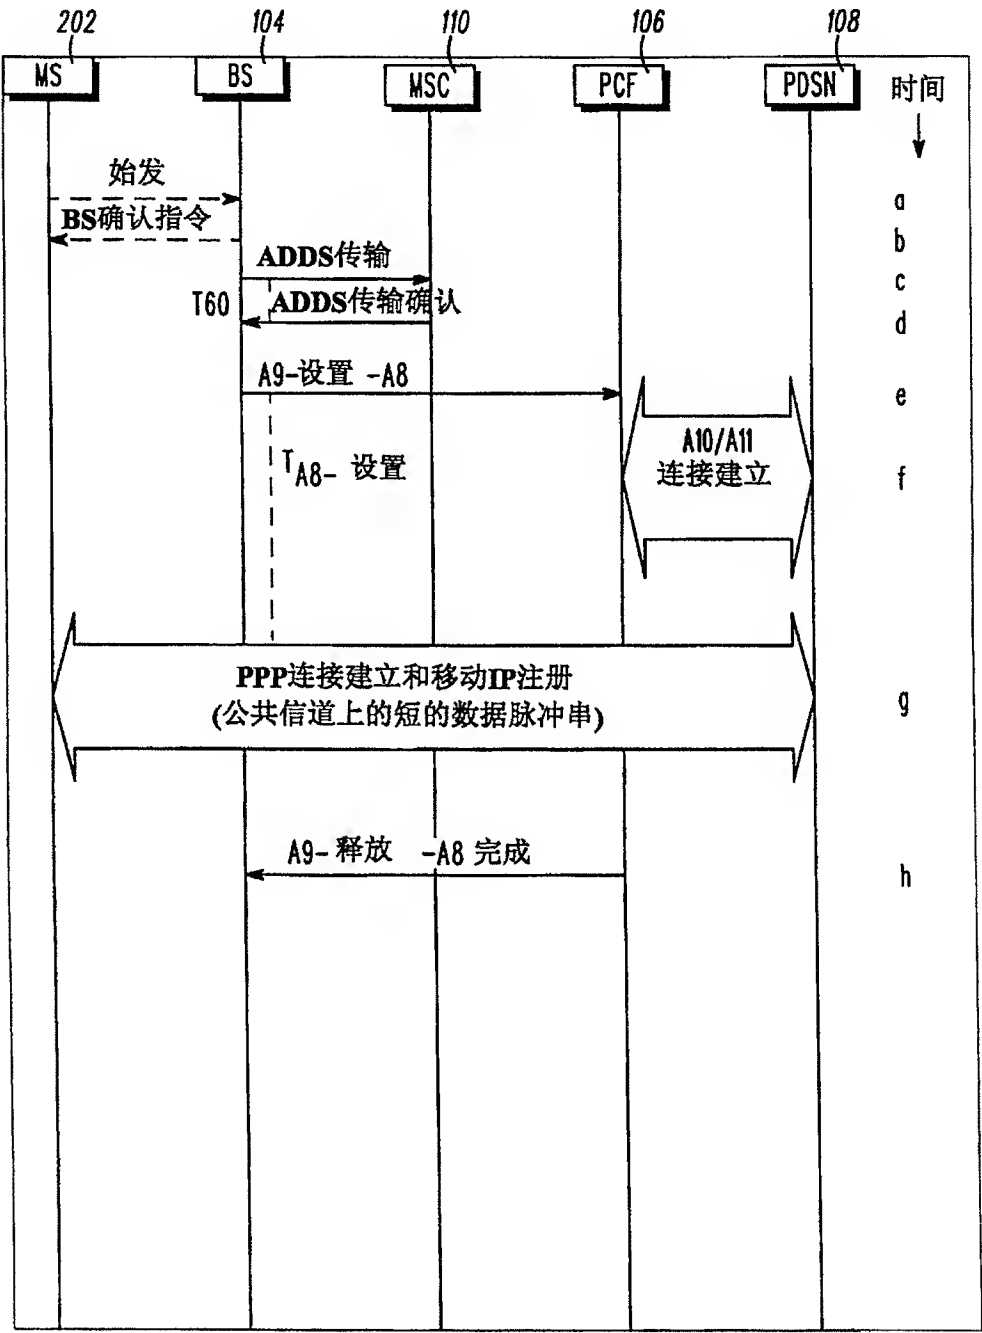 202 104 110 106 108
MS BS MSC PCF PDSN 时间
始发 a
BS确认指令 b
ADDS传输 c
T60 ADDS传输确认 d
A9-设置 -A8 e
A10/A11
TA8- 设置 连接建立 f
PPP连接建立和移动IP注册
(公共信道上的短的数据脉冲串) g
A9- 释放 -A8 完成 h